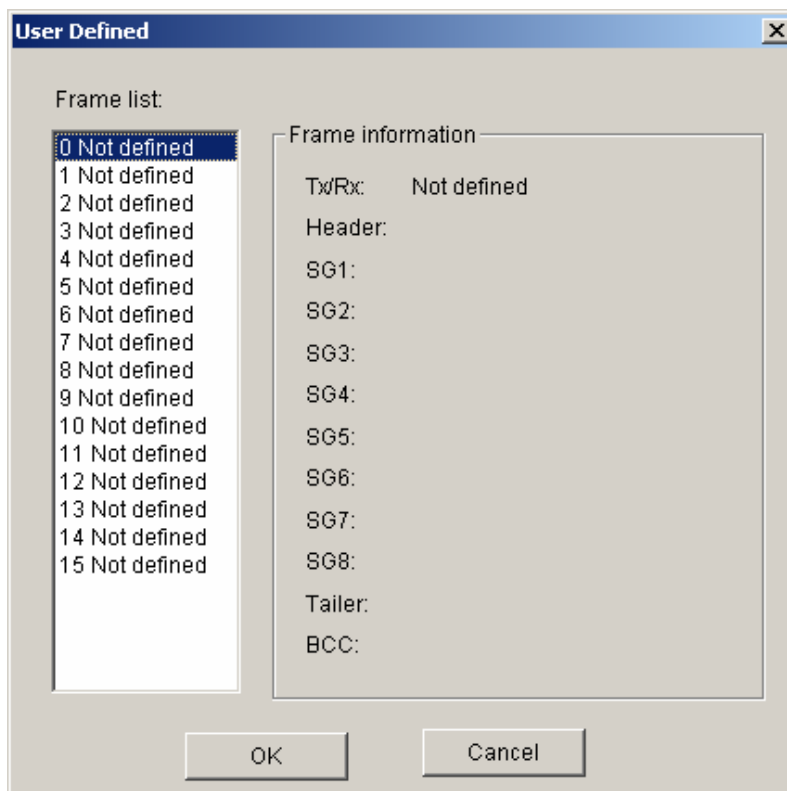 User Defined
Frame list:
0 Not defined
1 Not defined
2 Not defined
3 Not defined
4 Not defined
5 Not defined
6 Not defined
7 Not defined
8 Not defined
9 Not defined
10 Not defined
11 Not defined
12 Not defined
13 Not defined
14 Not defined
15 Not defined
Frame information
Tx/Rx: Not defined
Header:
SG1:
SG2:
SG3:
SG4:
SG5:
SG6:
SG7:
SG8:
Tailer:
BCC:
OK
Cancel